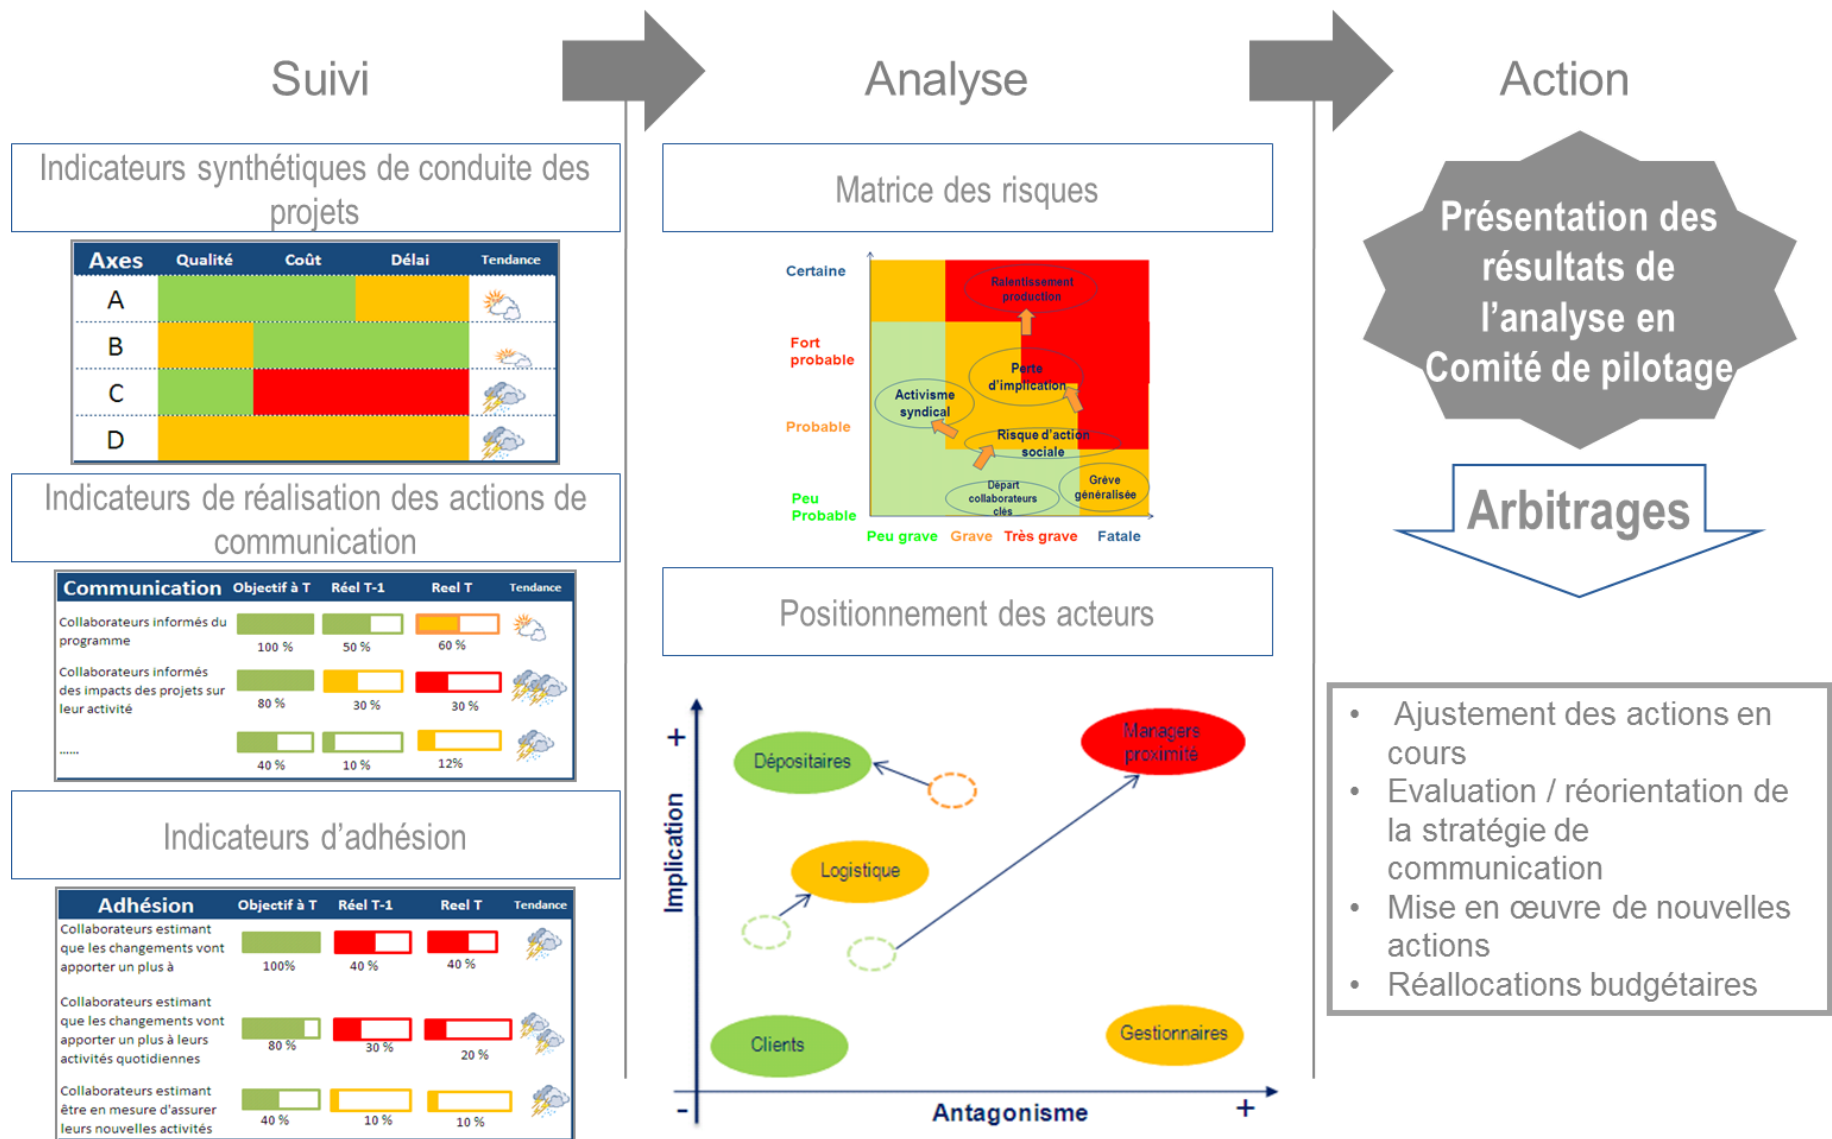 Suivi
Analyse
Action
Indicateurs synthétiques de conduite des
projets
Axes Qualité Coût Délai Tendance
A
B
C
D
Indicateurs de réalisation des actions de
communication
Communication Objectif à T Réel T-1 Reel T Tendance
Collaborateurs informés du
programme
100 % 50 % 60 %
Collaborateurs informés
des impacts des projets sur
leur activité
80 % 30 % 30 %
......
40 % 10 % 12%
Indicateurs d’adhésion
Adhésion Objectif à T Réel T-1 Reel T Tendance
Collaborateurs estimant
que les changements vont
apporter un plus à
100% 40 % 40 %
Collaborateurs estimant
que les changements vont
apporter un plus à leurs
activités quotidiennes
80 % 30 % 20 %
Collaborateurs estimant
être en mesure d'assurer
leurs nouvelles activités
40 % 10 % 10 %
Matrice des risques
Certaine
Fort
probable
Probable
Peu
Probable
Ralentissement
production
Perte
d’implication
Activisme
syndical
Risque d’action
sociale
Départ
collaborateurs
clés
Grève
généralisée
Peu grave Grave Très grave Fatale
Positionnement des acteurs
+
Implication
-
Antagonisme
+
Dépositaires
Managers
proximité
Logistique
Clients
Gestionnaires
Présentation des
résultats de
l’analyse en
Comité de pilotage
Arbitrages
• Ajustement des actions en
cours
• Evaluation / réorientation de
la stratégie de
communication
• Mise en œuvre de nouvelles
actions
• Réallocations budgétaires